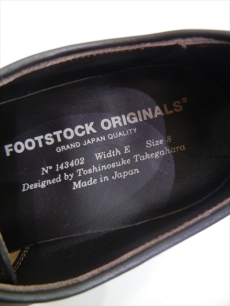 FOOTSTOCK ORIGINALS®
GRAND JAPAN QUALITY
Nº 143402 Width E Size 8
Designed by Toshinosuke Takegahara
Made in Japan